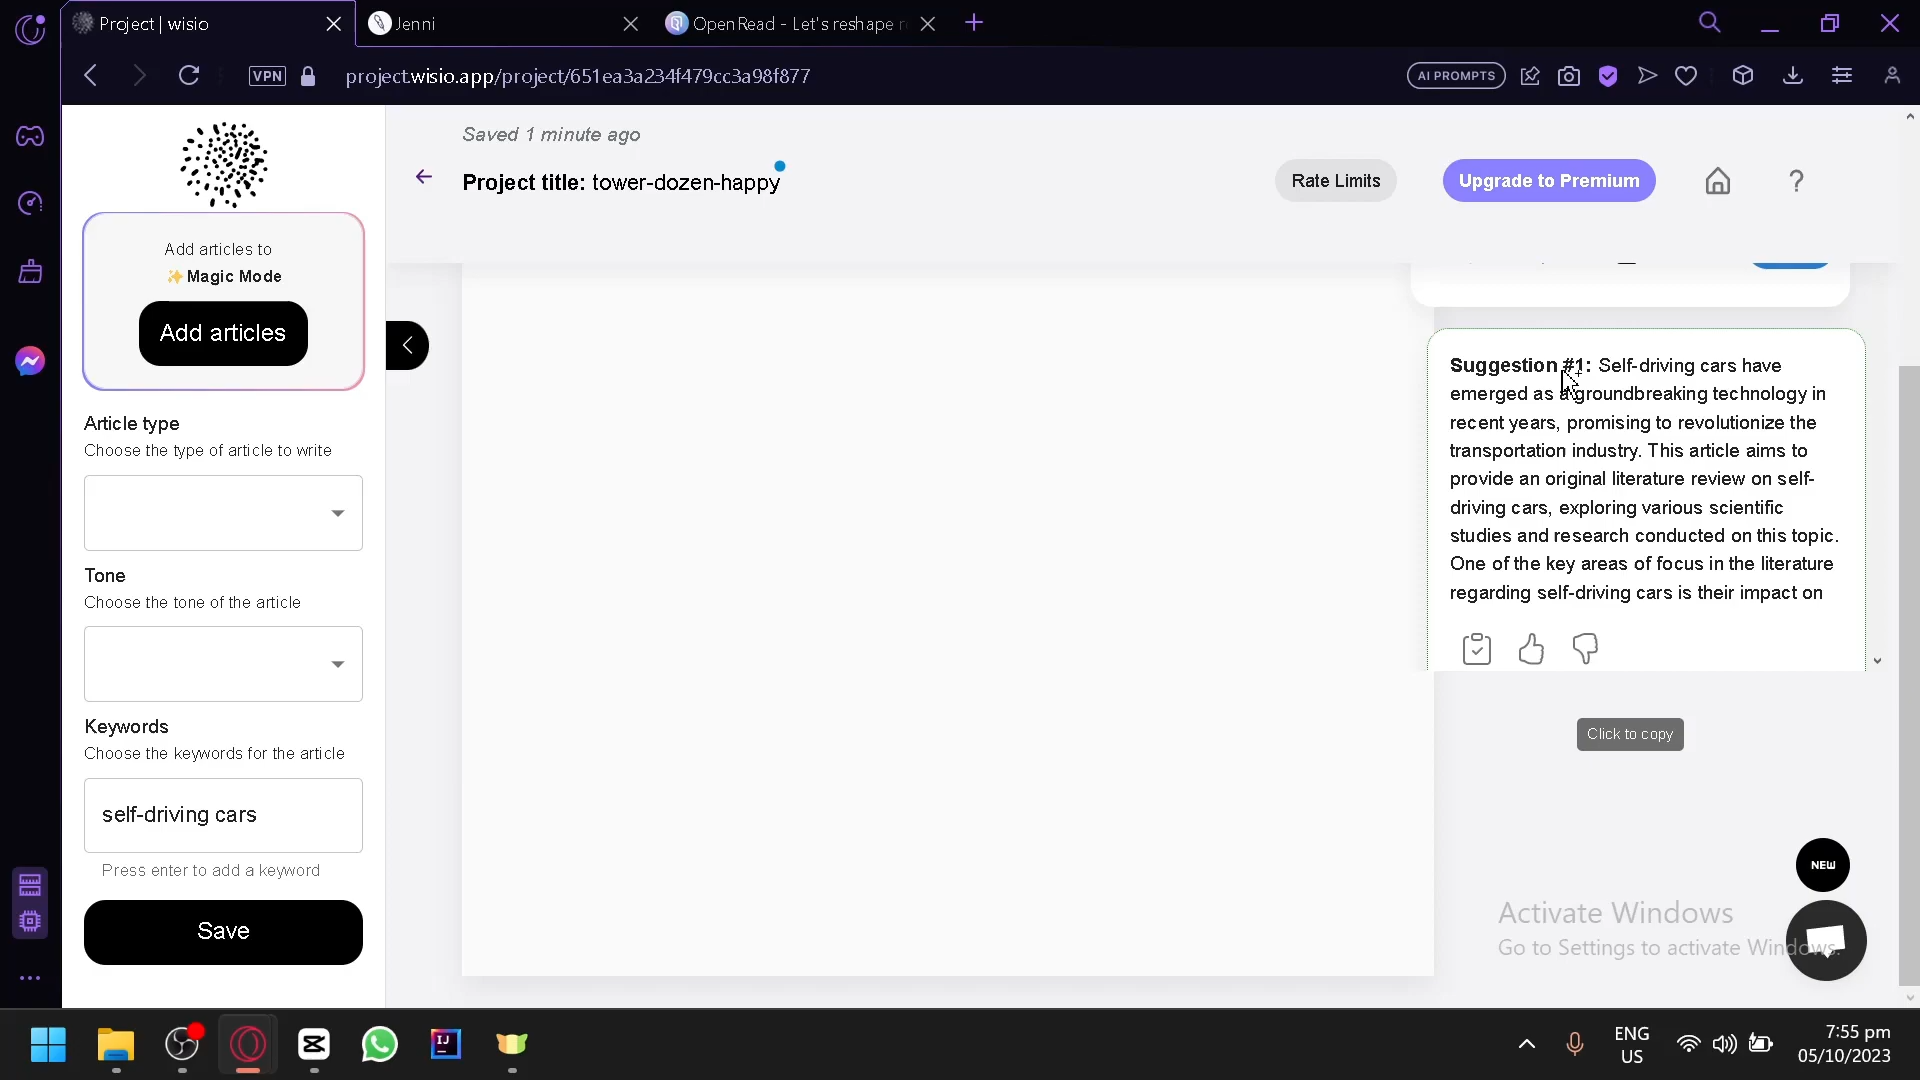 Project | wisio
Jenni
OpenRead - Let's reshape r
VPN
project.wisio.app/project/651ea3a234f479cc3a98f877
AI PROMPTS
Saved 1 minute ago
Project title: tower-dozen-happy
Rate Limits
Upgrade to Premium
?
Add articles to
✨Magic Mode
Add articles
Article type
Choose the type of article to write
Tone
Choose the tone of the article
Keywords
Choose the keywords for the article
self-driving cars
Press enter to add a keyword
Save
Suggestion #1: Self-driving cars have
emerged as a groundbreaking technology in
recent years, promising to revolutionize the
transportation industry. This article aims to
provide an original literature review on self-
driving cars, exploring various scientific
studies and research conducted on this topic.
One of the key areas of focus in the literature
regarding self-driving cars is their impact on
Click to copy
NEW
Activate Windows
Go to Settings to activate Windows.
IJ
ENG
US
7:55 pm
05/10/2023